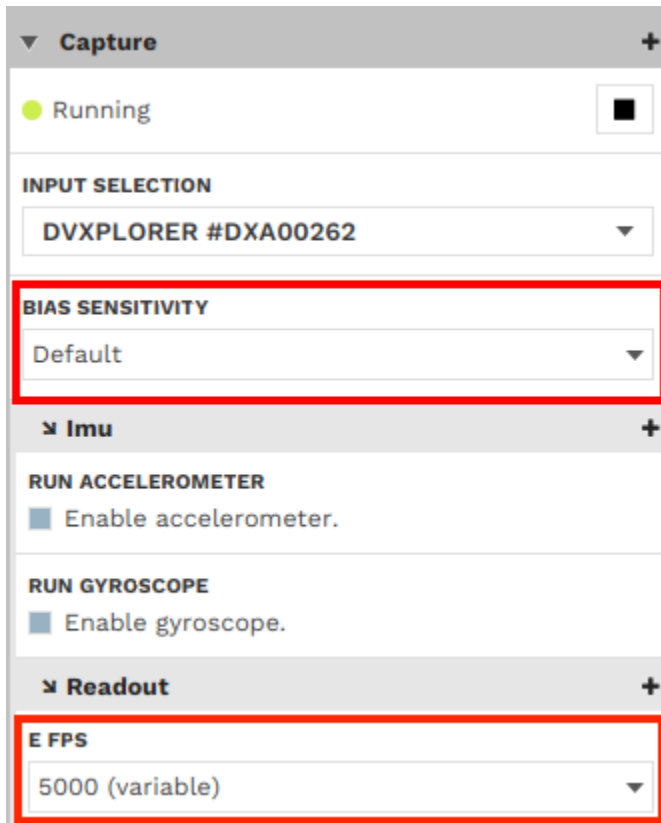 Capture
Running
INPUT SELECTION
DVXPLORER #DXA00262
BIAS SENSITIVITY
Default
Imu
RUN ACCELEROMETER
Enable accelerometer.
RUN GYROSCOPE
Enable gyroscope.
Readout
E FPS
5000 (variable)